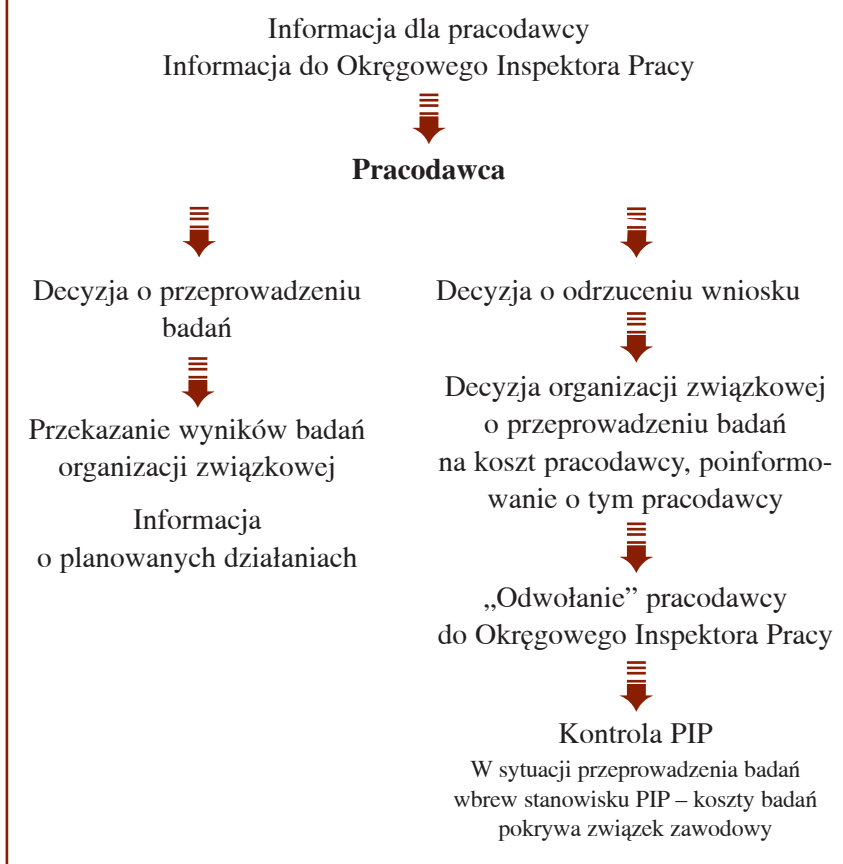 Informacja dla pracodawcy
Informacja do Okręgowego Inspektora Pracy
Pracodawca
Decyzja o przeprowadzeniu
badań
Przekazanie wyników badań
organizacji związkowej
Informacja
o planowanych działaniach
Decyzja o odrzuceniu wniosku
Decyzja organizacji związkowej
o przeprowadzeniu badań
na koszt pracodawcy, poinformo-
wanie o tym pracodawcy
„Odwołanie” pracodawcy
do Okręgowego Inspektora Pracy
Kontrola PIP
W sytuacji przeprowadzenia badań
wbrew stanowisku PIP – koszty badań
pokrywa związek zawodowy